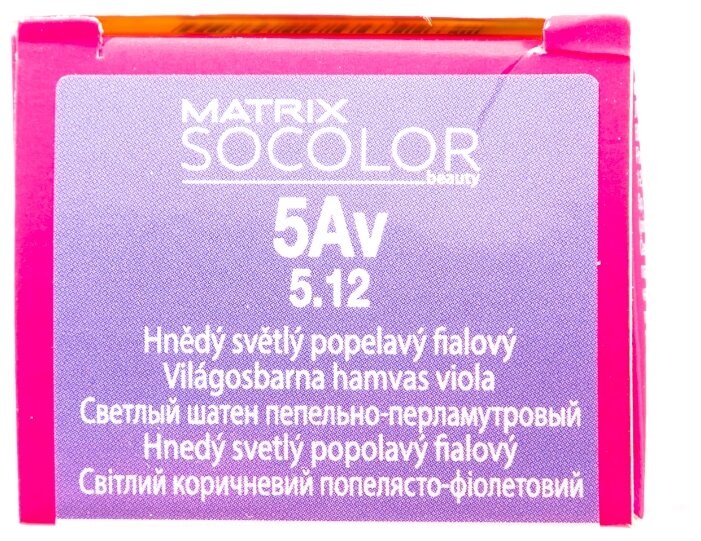 MATRIX
SOCOLOR
beauty
5Av
5.12
Hnědý světlý popelavý fialový
Világosbarna hamvas viola
Светлый шатен пепельно-перламутровый
Hnedý svetlý popolavý fialový
Світлий коричневий попелясто-фіолетовий